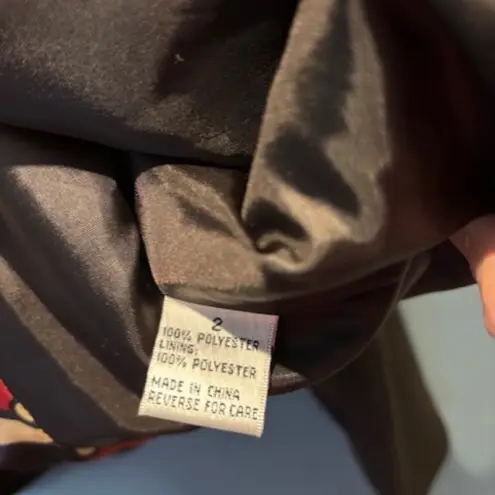 2
100% POLYESTER
LINING:
100% POLYESTER
MADE IN CHINA
REVERSE FOR CARE